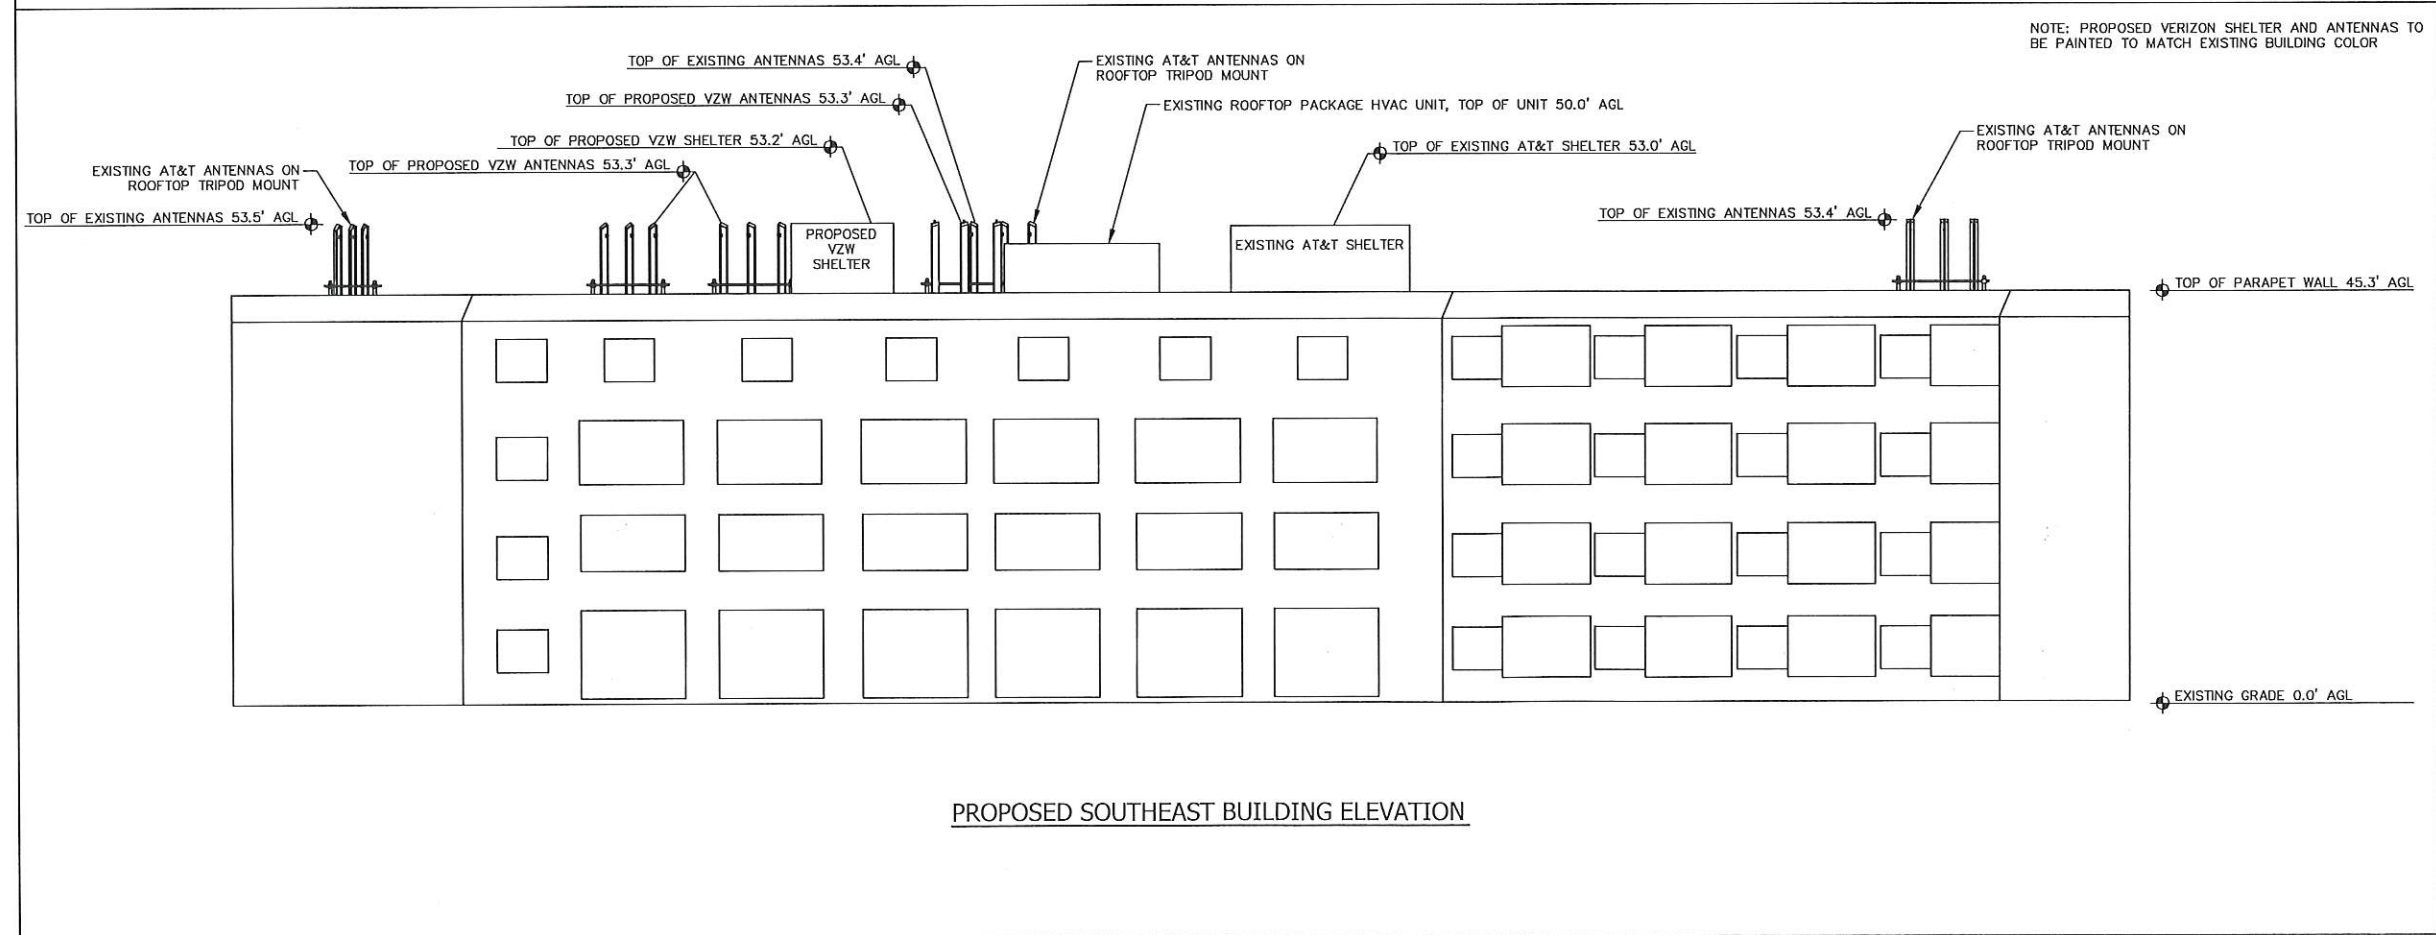 NOTE: PROPOSED VERIZON SHELTER AND ANTENNAS TO
BE PAINTED TO MATCH EXISTING BUILDING COLOR
TOP OF EXISTING ANTENNAS 53.4' AGL
EXISTING AT&T ANTENNAS ON
ROOFTOP TRIPOD MOUNT
TOP OF PROPOSED VZW ANTENNAS 53.3' AGL
EXISTING ROOFTOP PACKAGE HVAC UNIT, TOP OF UNIT 50.0' AGL
TOP OF PROPOSED VZW SHELTER 53.2' AGL
TOP OF EXISTING AT&T SHELTER 53.0' AGL
EXISTING AT&T ANTENNAS ON
ROOFTOP TRIPOD MOUNT
EXISTING AT&T ANTENNAS ON
ROOFTOP TRIPOD MOUNT
TOP OF PROPOSED VZW ANTENNAS 53.3' AGL
TOP OF EXISTING ANTENNAS 53.5' AGL
TOP OF EXISTING ANTENNAS 53.4' AGL
PROPOSED
VZW
SHELTER
EXISTING AT&T SHELTER
TOP OF PARAPET WALL 45.3' AGL
EXISTING GRADE 0.0' AGL
PROPOSED SOUTHEAST BUILDING ELEVATION